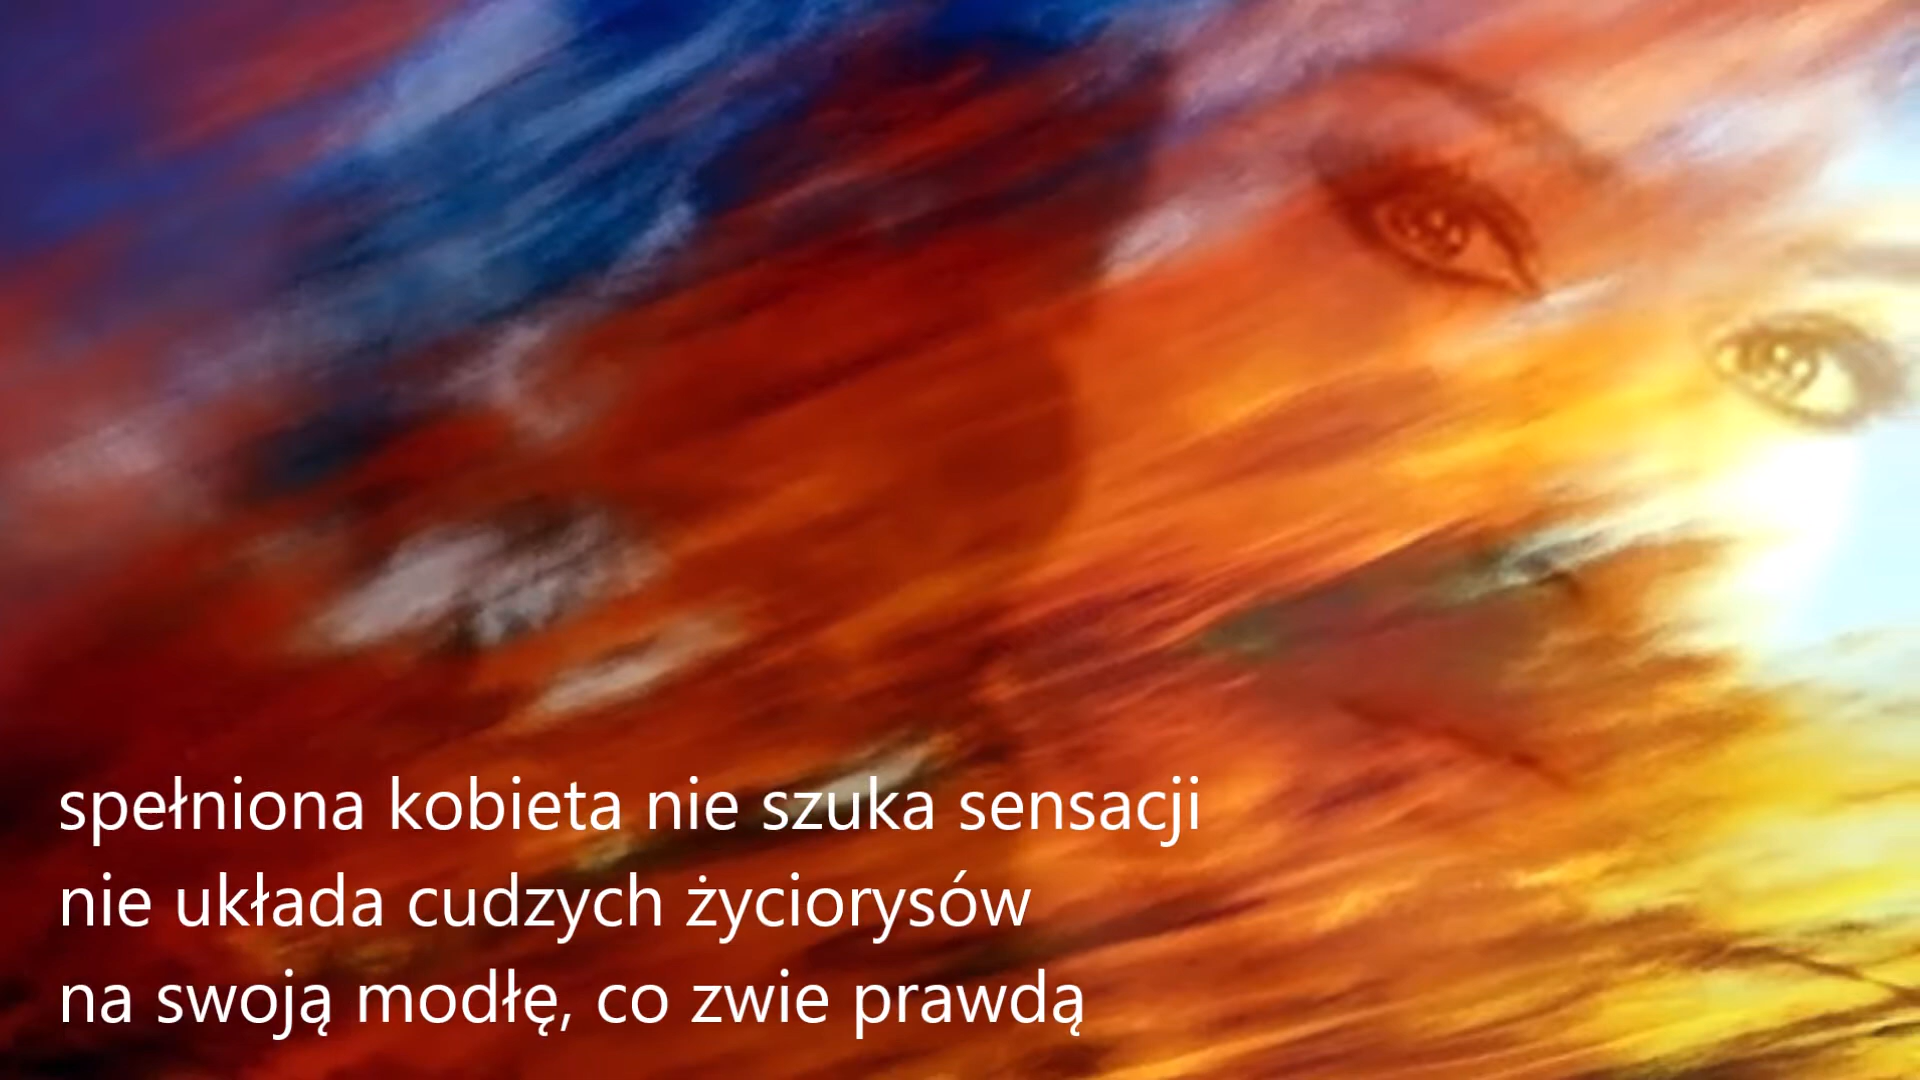 spełniona kobieta nie szuka sensacji
nie układa cudzych życiorysów
na swoją modłę, co zwie prawdą